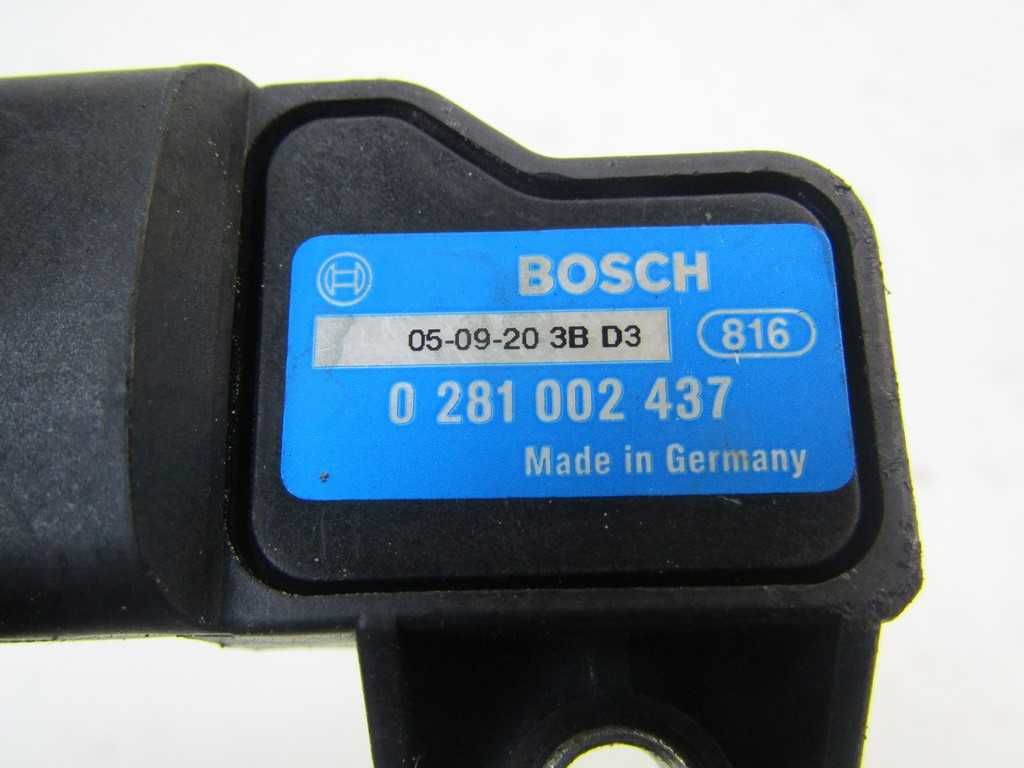 BOSCH
05-09-20 3B D3
816
0 281 002 437
Made in Germany